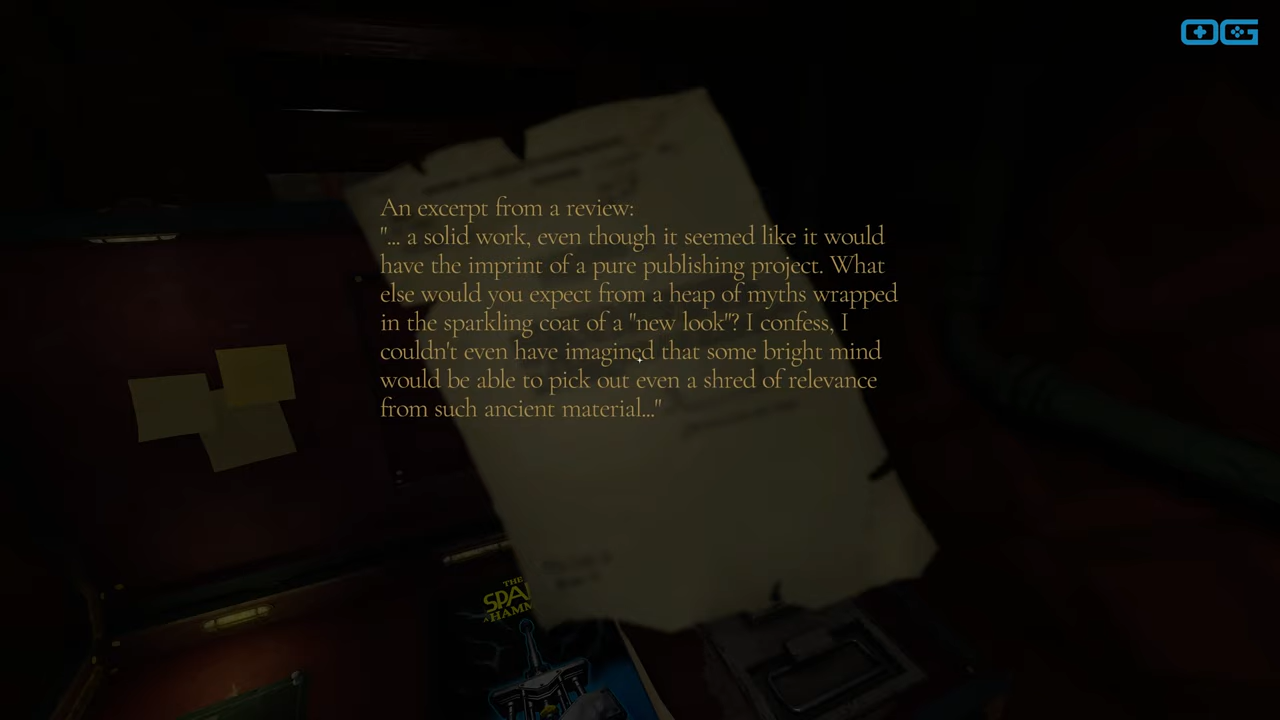 OG
An excerpt from a review:
"... a solid work, even though it seemed like it would
have the imprint of a pure publishing project. What
else would you expect from a heap of myths wrapped
in the sparkling coat of a "new look"? I confess, I
couldn't even have imagined that some bright mind
would be able to pick out even a shred of relevance
from such ancient material..."
THE